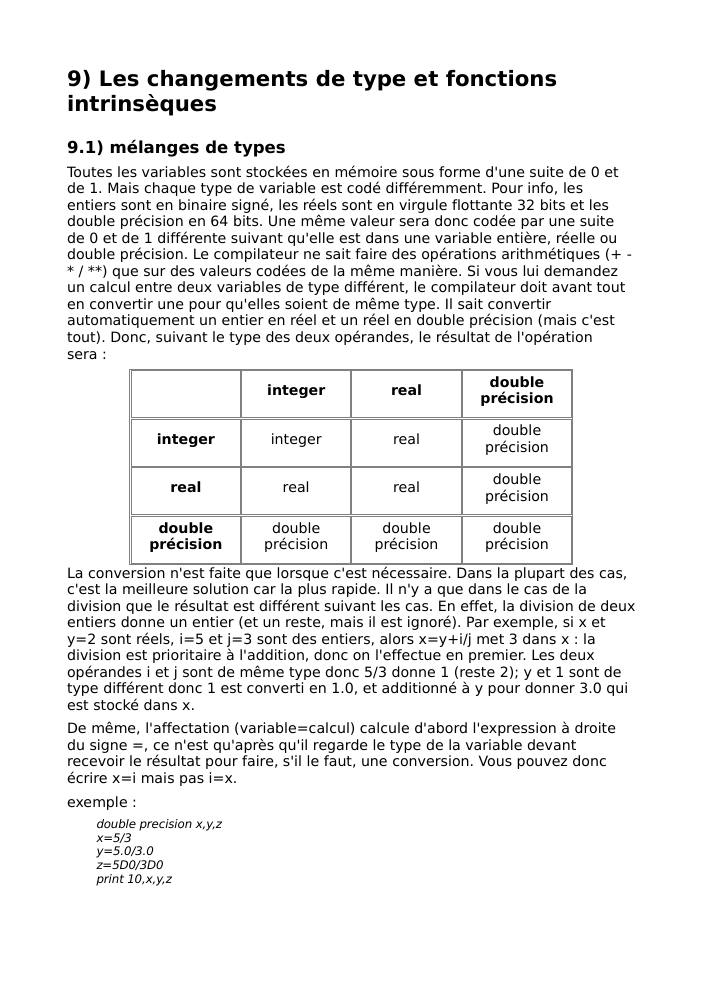 9) Les changements de type et fonctions
intrinsèques
9.1) mélanges de types
Toutes les variables sont stockées en mémoire sous forme d'une suite de 0 et
de 1. Mais chaque type de variable est codé différemment. Pour info, les
entiers sont en binaire signé, les réels sont en virgule flottante 32 bits et les
double précision en 64 bits. Une même valeur sera donc codée par une suite
de 0 et de 1 différente suivant qu'elle est dans une variable entière, réelle ou
double précision. Le compilateur ne sait faire des opérations arithmétiques (+ -
* / **) que sur des valeurs codées de la même manière. Si vous lui demandez
un calcul entre deux variables de type différent, le compilateur doit avant tout
en convertir une pour qu'elles soient de même type. Il sait convertir
automatiquement un entier en réel et un réel en double précision (mais c'est
tout). Donc, suivant le type des deux opérandes, le résultat de l'opération
sera :
integer real double
précision
integer integer real double
précision
real real real double
précision
double
précision double
précision double
précision double
précision
La conversion n'est faite que lorsque c'est nécessaire. Dans la plupart des cas,
c'est la meilleure solution car la plus rapide. Il n'y a que dans le cas de la
division que le résultat est différent suivant les cas. En effet, la division de deux
entiers donne un entier (et un reste, mais il est ignoré). Par exemple, si x et
y=2 sont réels, i=5 et j=3 sont des entiers, alors x=y+i/j met 3 dans x : la
division est prioritaire à l'addition, donc on l'effectue en premier. Les deux
opérandes i et j sont de même type donc 5/3 donne 1 (reste 2); y et 1 sont de
type différent donc 1 est converti en 1.0, et additionné à y pour donner 3.0 qui
est stocké dans x.
De même, l'affectation (variable=calcul) calcule d'abord l'expression à droite
du signe =, ce n'est qu'après qu'il regarde le type de la variable devant
recevoir le résultat pour faire, s'il le faut, une conversion. Vous pouvez donc
écrire x=i mais pas i=x.
exemple :
double precision x,y,z
x=5/3
y=5.0/3.0
z=5D0/3D0
print 10,x,y,z